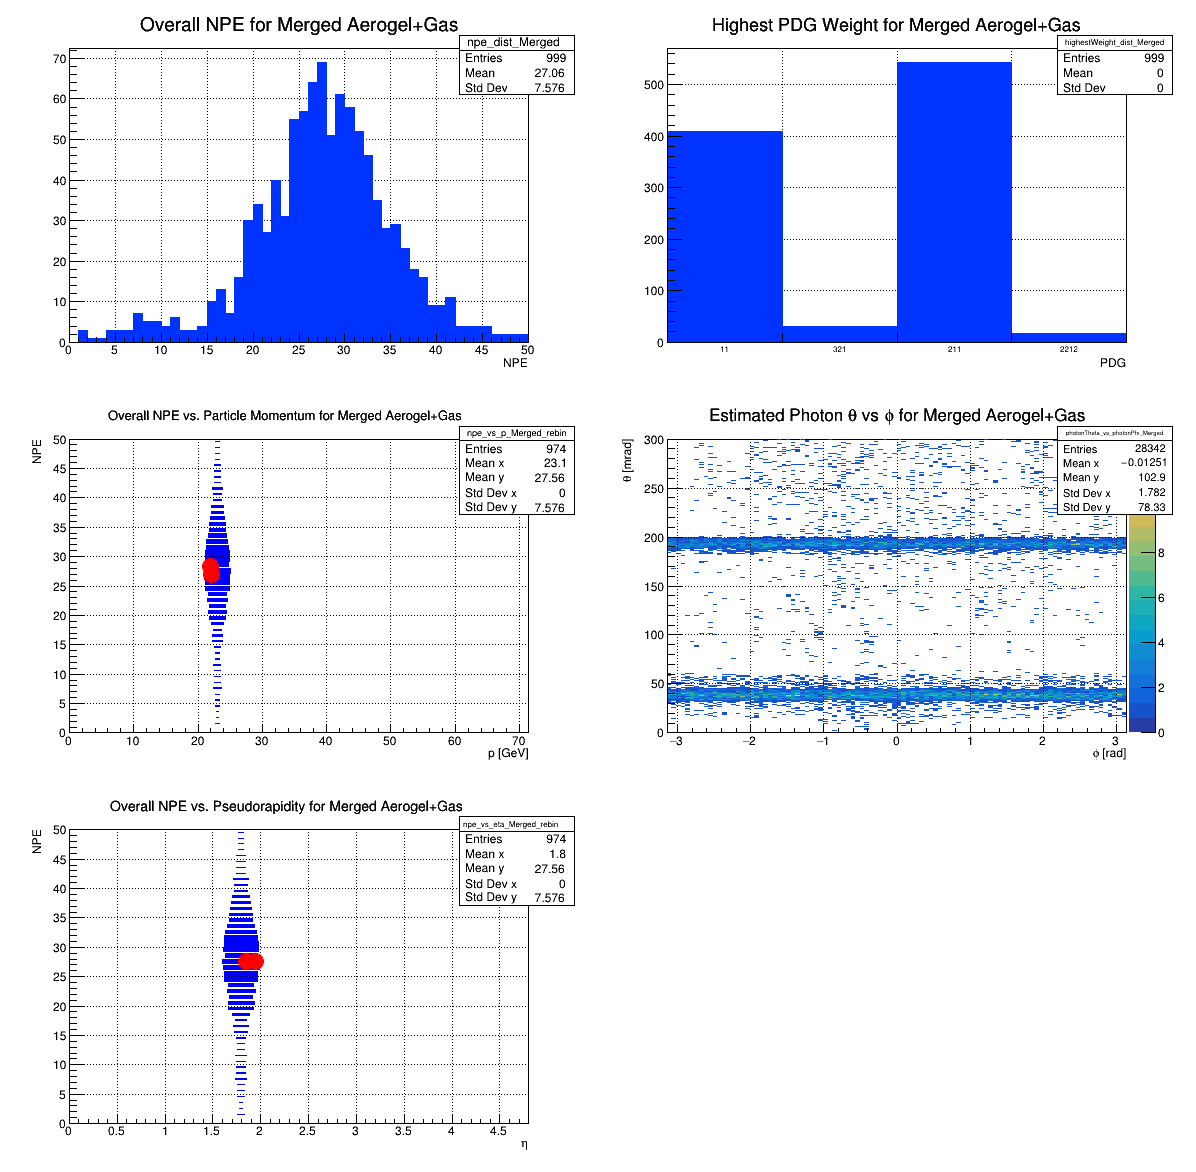 Overall NPE for Merged Aerogel+Gas
npe_dist_Merged
Entries 999
Mean 27.06
Std Dev 7.576
70
60
50
40
30
20
10
0
0 5 10 15 20 25 30 35 40 45 50
NPE
Highest PDG Weight for Merged Aerogel+Gas
highestWeight_dist_Merged
Entries 999
Mean 0
Std Dev 0
500
400
300
200
100
0
11 321 211 2212
PDG
Overall NPE vs. Particle Momentum for Merged Aerogel+Gas
npe_vs_p_Merged_rebin
Entries 974
Mean x 23.1
Mean y 27.56
Std Dev x 0
Std Dev y 7.576
NPE
50
45
40
35
30
25
20
15
10
5
0
0 10 20 30 40 50 60 70
p [GeV]
Estimated Photon θ vs ϕ for Merged Aerogel+Gas
photonTheta_vs_photonPhi_Merged
Entries 28342
Mean x −0.01251
Mean y 102.9
Std Dev x 1.782
Std Dev y 78.33
θ [mrad]
300
250
200
150
100
50
0
−3 −2 −1 0 1 2 3
ϕ [rad]
8
6
4
2
0
Overall NPE vs. Pseudorapidity for Merged Aerogel+Gas
npe_vs_eta_Merged_rebin
Entries 974
Mean x 1.8
Mean y 27.56
Std Dev x 0
Std Dev y 7.576
NPE
50
45
40
35
30
25
20
15
10
5
0
0 0.5 1 1.5 2 2.5 3 3.5 4 4.5
η